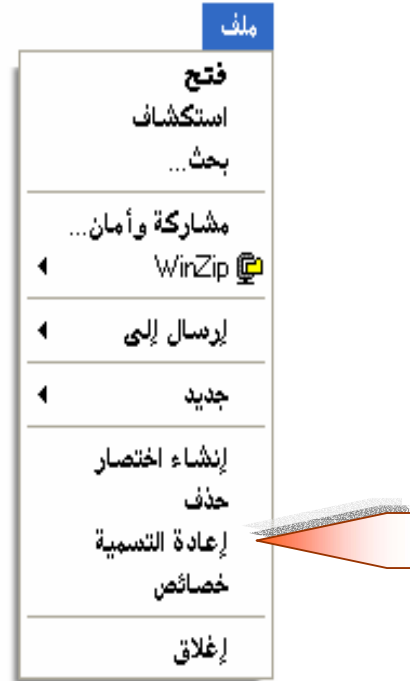 ملف
فتح
استكشاف
بحث...
مشاركة وأمان...
WinZip
إرسال إلى
جديد
إنشاء اختصار
حذف
إعادة التسمية
خصائص
إغلاق